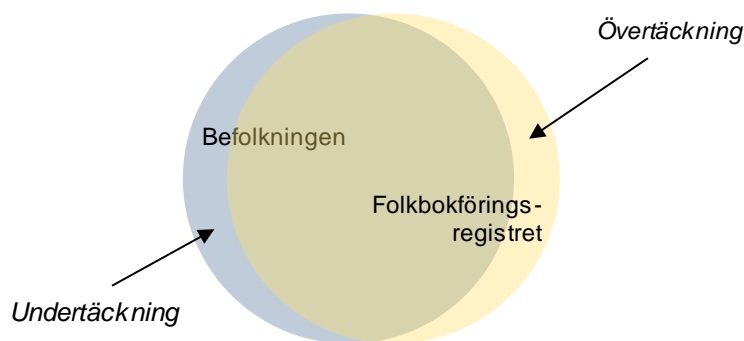 Övertäckning
Befolkningen
Folkbokförings-
registret
Undertäckning